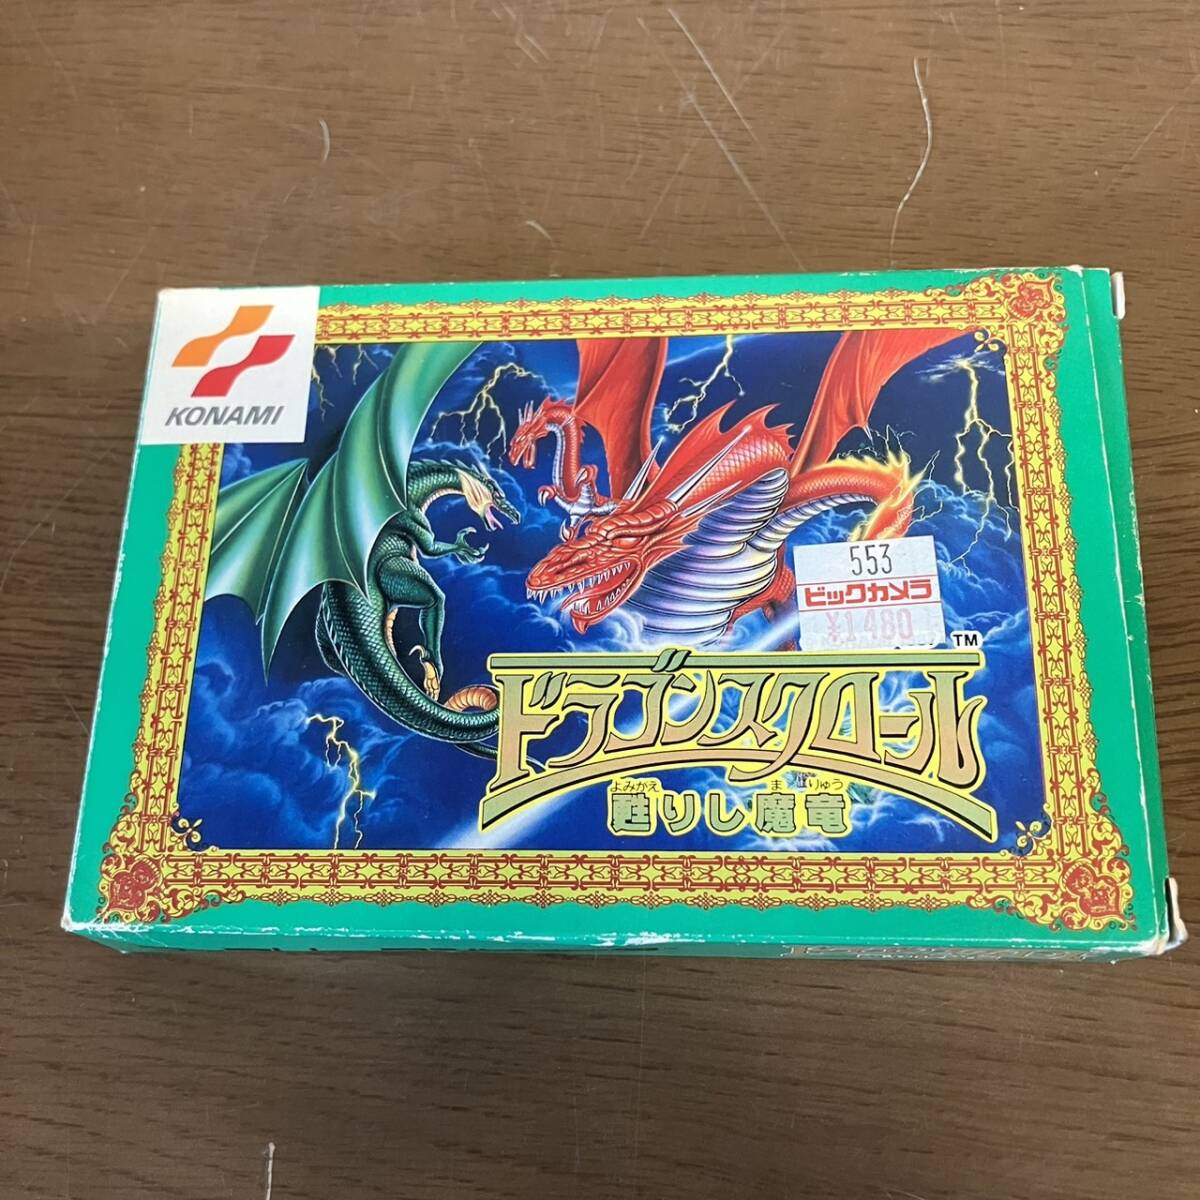 KONAMI
553
ビックカメラ
¥1480
TM
ドラゴンスクロール
よみがえ ま りゅう
甦りし魔竜